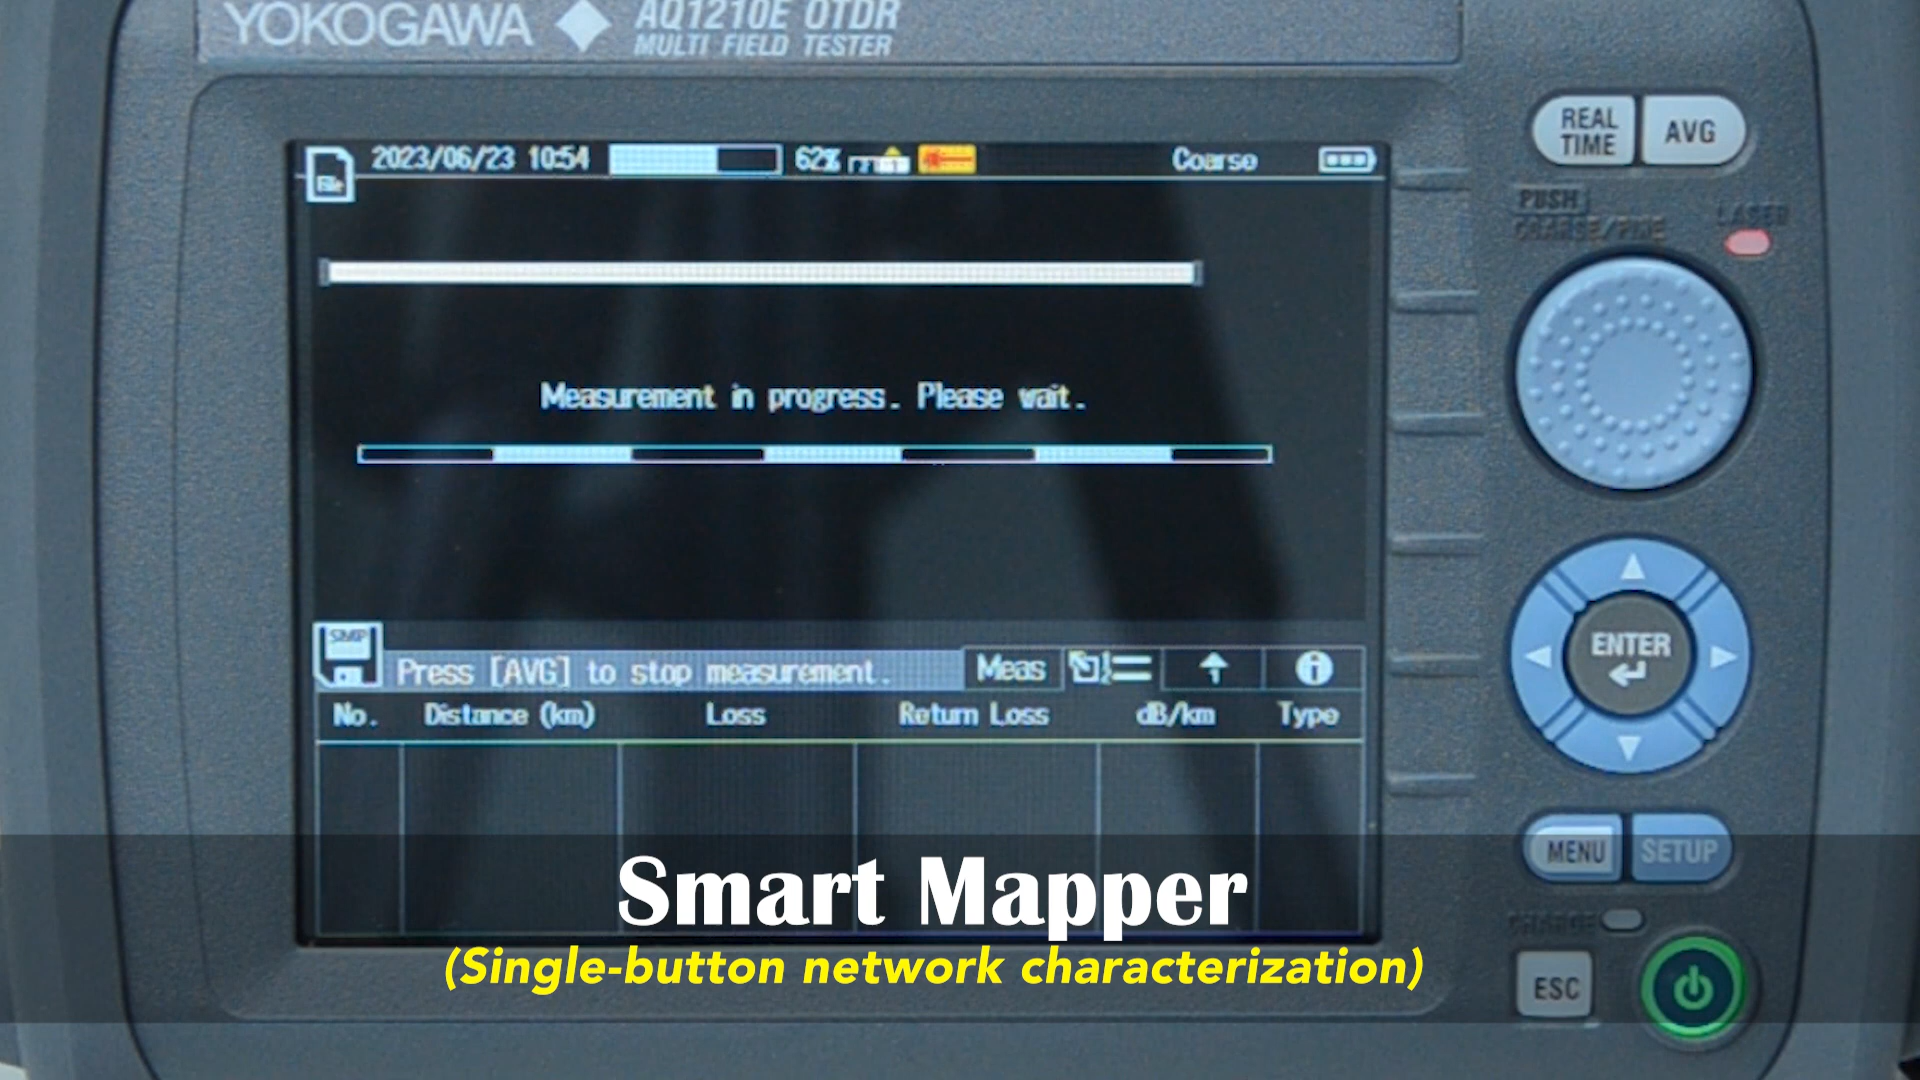 YOKOGAWA AQ1210E OTDR
MULTI FIELD TESTER
REAL TIME
AVG
File
2023/06/23 10:54
62%
Coarse
PUSH
COARSE/FINE
LASER
Measurement in progress. Please wait.
SMP
Press [AVG] to stop measurement.
Meas
No. Distance (km) Loss Return Loss dB/km Type
ENTER
MENU
SETUP
CHARGE
ESC
Smart Mapper
(Single-button network characterization)